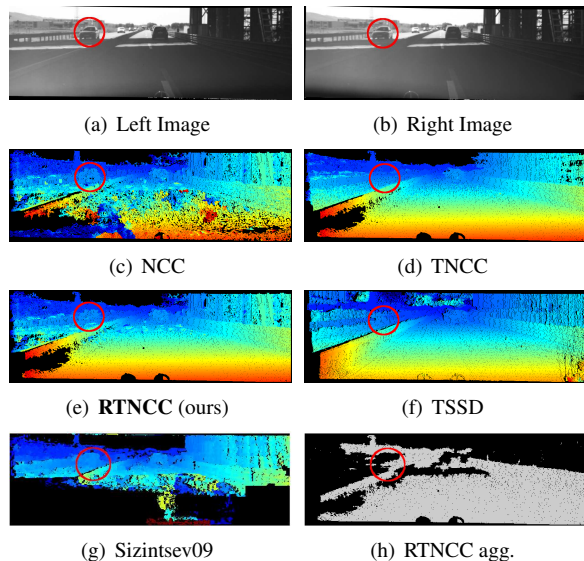 (a) Left Image
(b) Right Image
(c) NCC
(d) TNCC
(e) RTNCC (ours)
(f) TSSD
(g) Sizintsev09
(h) RTNCC agg.